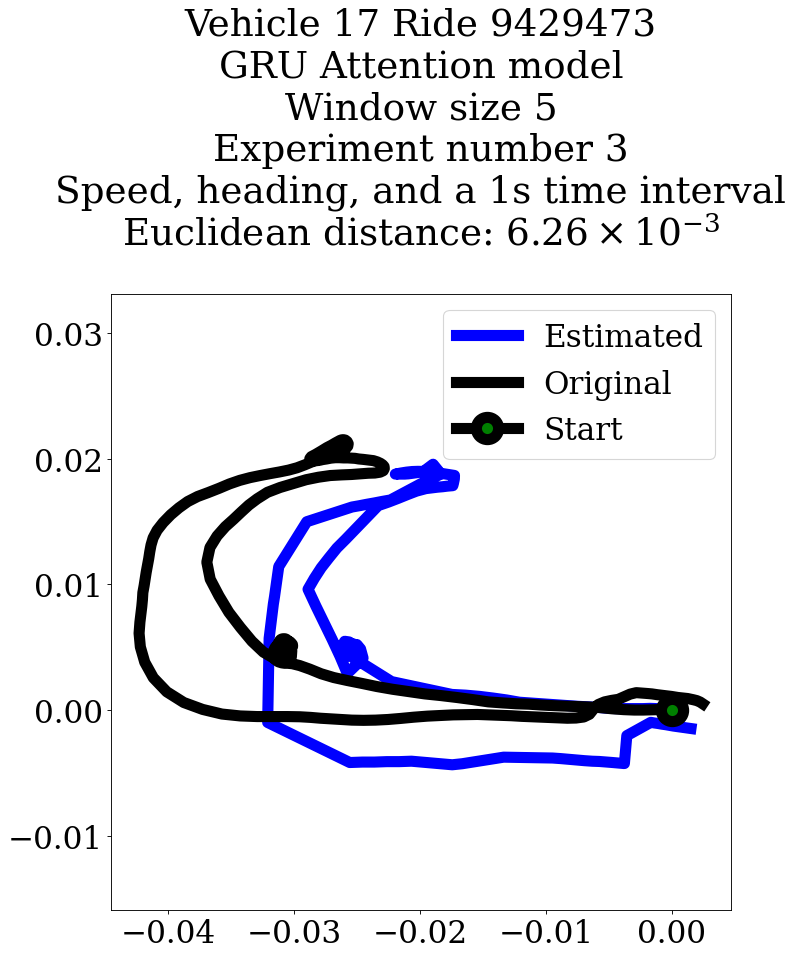 Vehicle 17 Ride 9429473
GRU Attention model
Window size 5
Experiment number 3
Speed, heading, and a 1s time interval
Euclidean distance: 6.26 × 10⁻³
Estimated
Original
Start
0.03
0.02
0.01
0.00
−0.01
−0.04 −0.03 −0.02 −0.01 0.00